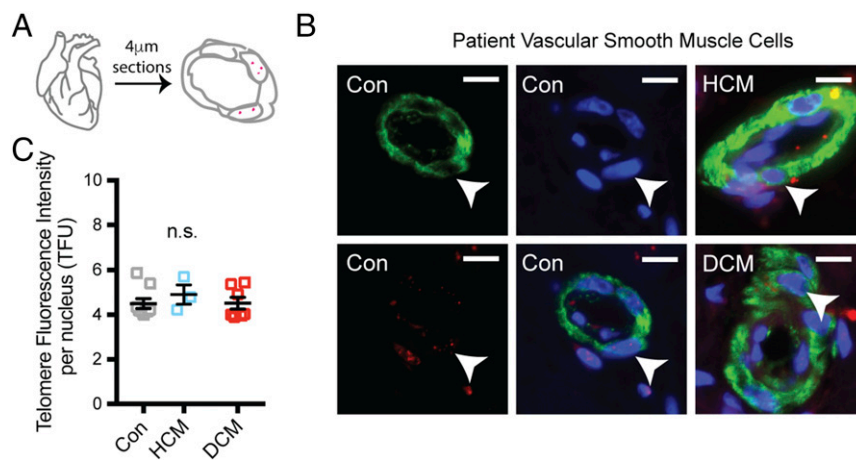 A
4μm
sections
B
Patient Vascular Smooth Muscle Cells
Con
Con
HCM
Con
Con
DCM
C
Telomere Fluorescence Intensity
per nucleus (TFU)
10
8
6
4
2
0
n.s.
Con
HCM
DCM